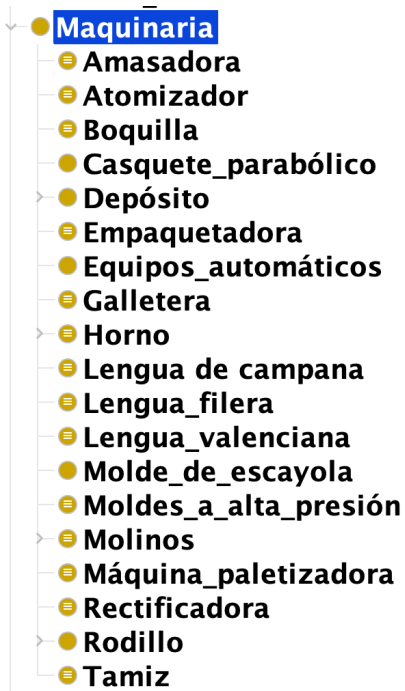 Maquinaria
Amasadora
Atomizador
Boquilla
Casquete_parabólico
Depósito
Empaquetadora
Equipos_automáticos
Galletera
Horno
Lengua de campana
Lengua_filera
Lengua_valenciana
Molde_de_escayola
Moldes_a_alta_presión
Molinos
Máquina_paletizadora
Rectificadora
Rodillo
Tamiz